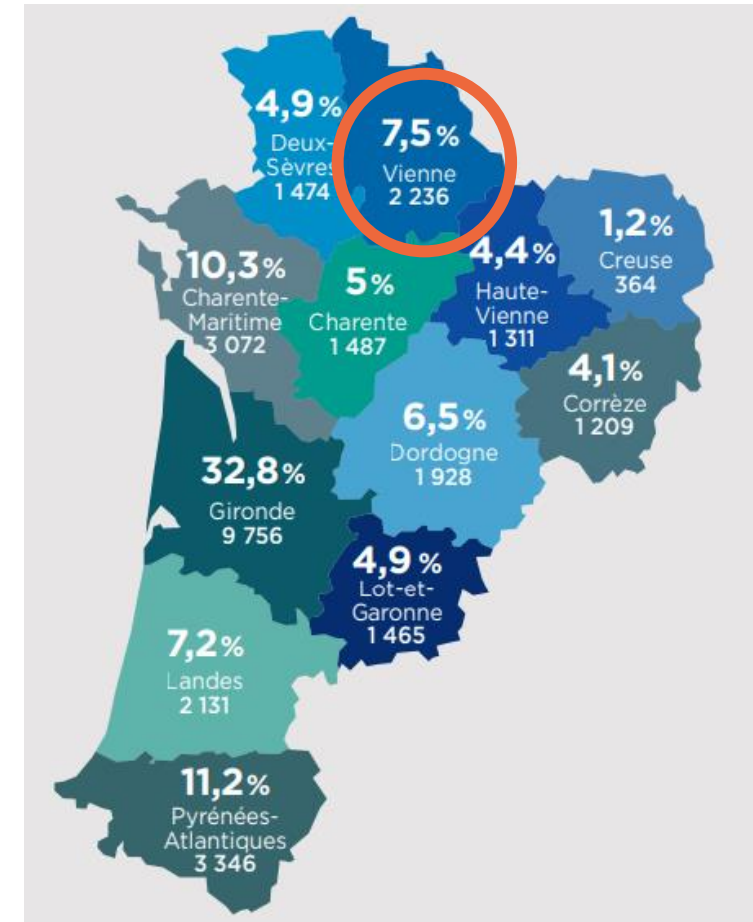 4,9%
Deux-
Sèvres
1 474
7,5%
Vienne
2 236
1,2%
Creuse
364
4,4%
Haute-
Vienne
1 311
10,3%
Charente-
Maritime
3 072
5%
Charente
1 487
4,1%
Corrèze
1 209
6,5%
Dordogne
1 928
32,8%
Gironde
9 756
4,9 %
Lot-et-
Garonne
1 465
7,2%
Landes
2 131
11,2%
Pyrénées-
Atlantiques
3 346